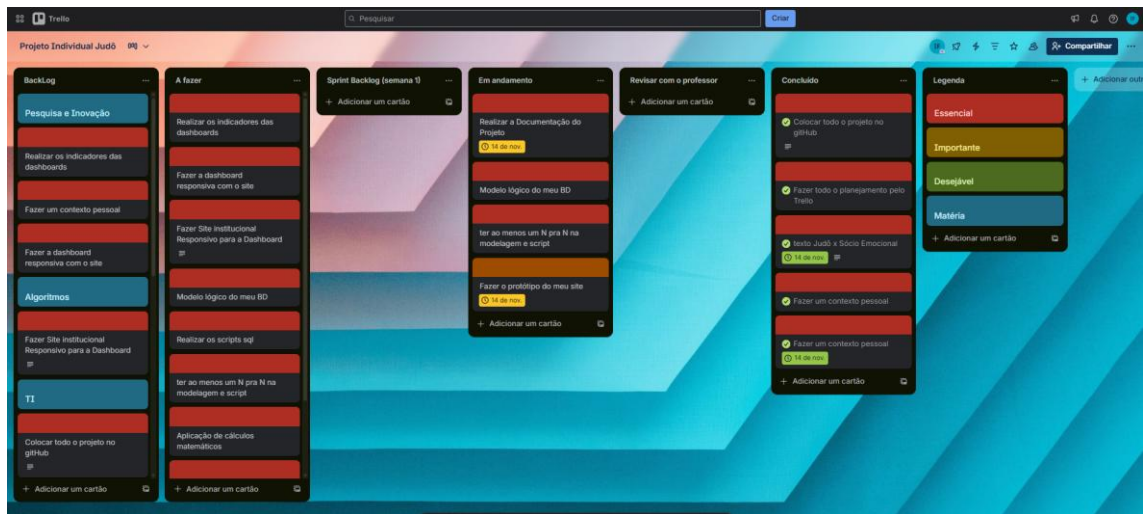 Trello
Pesquisar
Criar
Projeto Individual Judô
Compartilhar
BackLog
Pesquisa e Inovação
Realizar os indicadores das
dashboards
Fazer um contexto pessoal
Fazer a dashboard
responsiva com o site
Algoritmos
Fazer Site institucional
Responsivo para a Dashboard
TI
Colocar todo o projeto no
gitHub
+ Adicionar um cartão
A fazer
Realizar os indicadores das
dashboards
Fazer a dashboard
responsiva com o site
Fazer Site institucional
Responsivo para a Dashboard
Modelo lógico do meu BD
Realizar os scripts sql
ter ao menos um N pra N na
modelagem e script
Aplicação de cálculos
matemáticos
+ Adicionar um cartão
Sprint Backlog (semana 1)
+ Adicionar um cartão
Em andamento
Realizar a Documentação do
Projeto
14 de nov.
Modelo lógico do meu BD
ter ao menos um N pra N na
modelagem e script
Fazer o protótipo do meu site
14 de nov.
+ Adicionar um cartão
Revisar com o professor
+ Adicionar um cartão
Concluído
Colocar todo o projeto no
gitHub
Fazer todo o planejamento pelo
Trello
texto Judô x Sócio Emocional
14 de nov.
Fazer um contexto pessoal
Fazer um contexto pessoal
14 de nov.
+ Adicionar um cartão
Legenda
Essencial
Importante
Desejável
Matéria
+ Adicionar um cartão
+ Adicionar outr